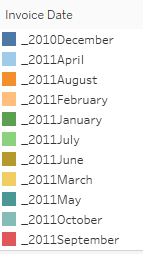 Invoice Date
_2010December
_2011April
_2011August
_2011February
_2011January
_2011July
_2011June
_2011March
_2011May
_2011October
_2011September